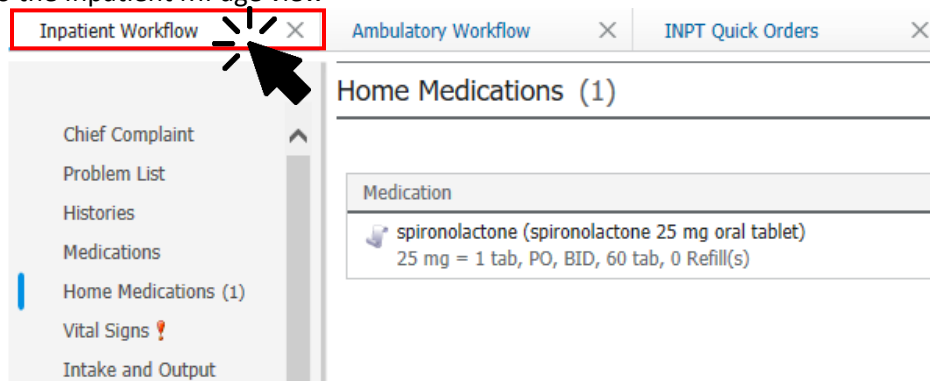 the Inpatient
Inpatient Workflow Ambulatory Workflow INPT Quick Orders
Home Medications (1)
Chief Complaint
Problem List
Histories
Medications
Home Medications (1)
Vital Signs
Intake and Output
Medication
spironolactone (spironolactone 25 mg oral tablet)
25 mg = 1 tab, PO, BID, 60 tab, 0 Refill(s)